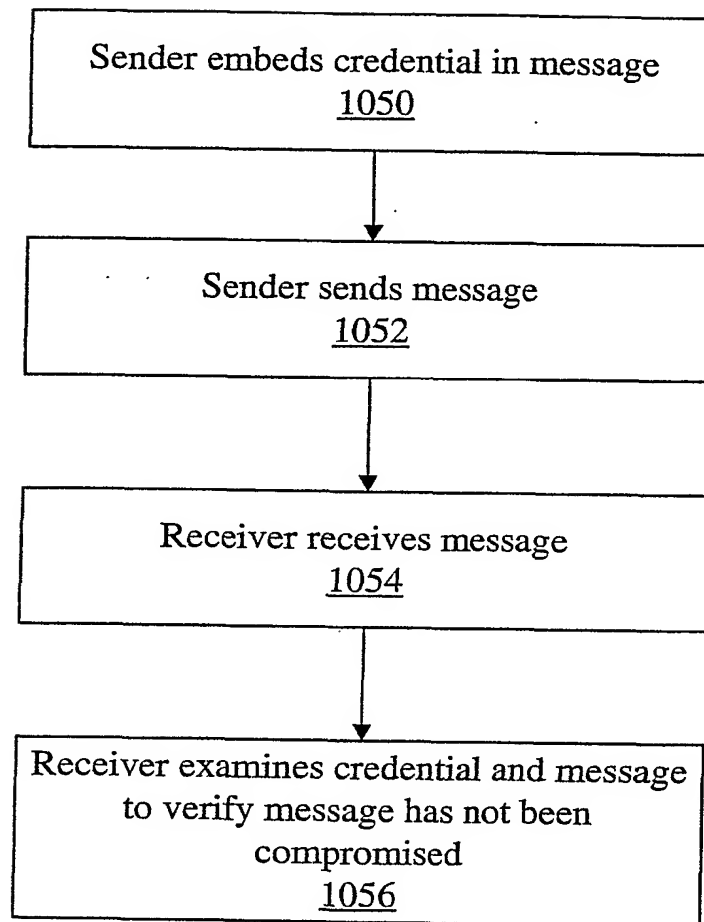 Sender embeds credential in message
1050
Sender sends message
1052
Receiver receives message
1054
Receiver examines credential and message
to verify message has not been
compromised
1056